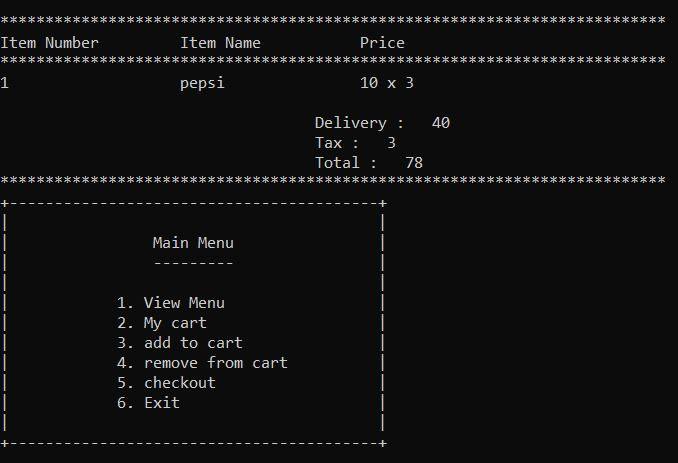 **************************************************************************
Item Number         Item Name           Price
**************************************************************************
1                   pepsi               10 x 3
                                   Delivery :   40
                                   Tax :   3
                                   Total :   78
**************************************************************************
+-----------------------------------------+
|                                         |
|                Main Menu                |
|                ---------                |
|                                         |
|            1. View Menu                 |
|            2. My cart                   |
|            3. add to cart               |
|            4. remove from cart          |
|            5. checkout                  |
|            6. Exit                      |
|                                         |
+-----------------------------------------+